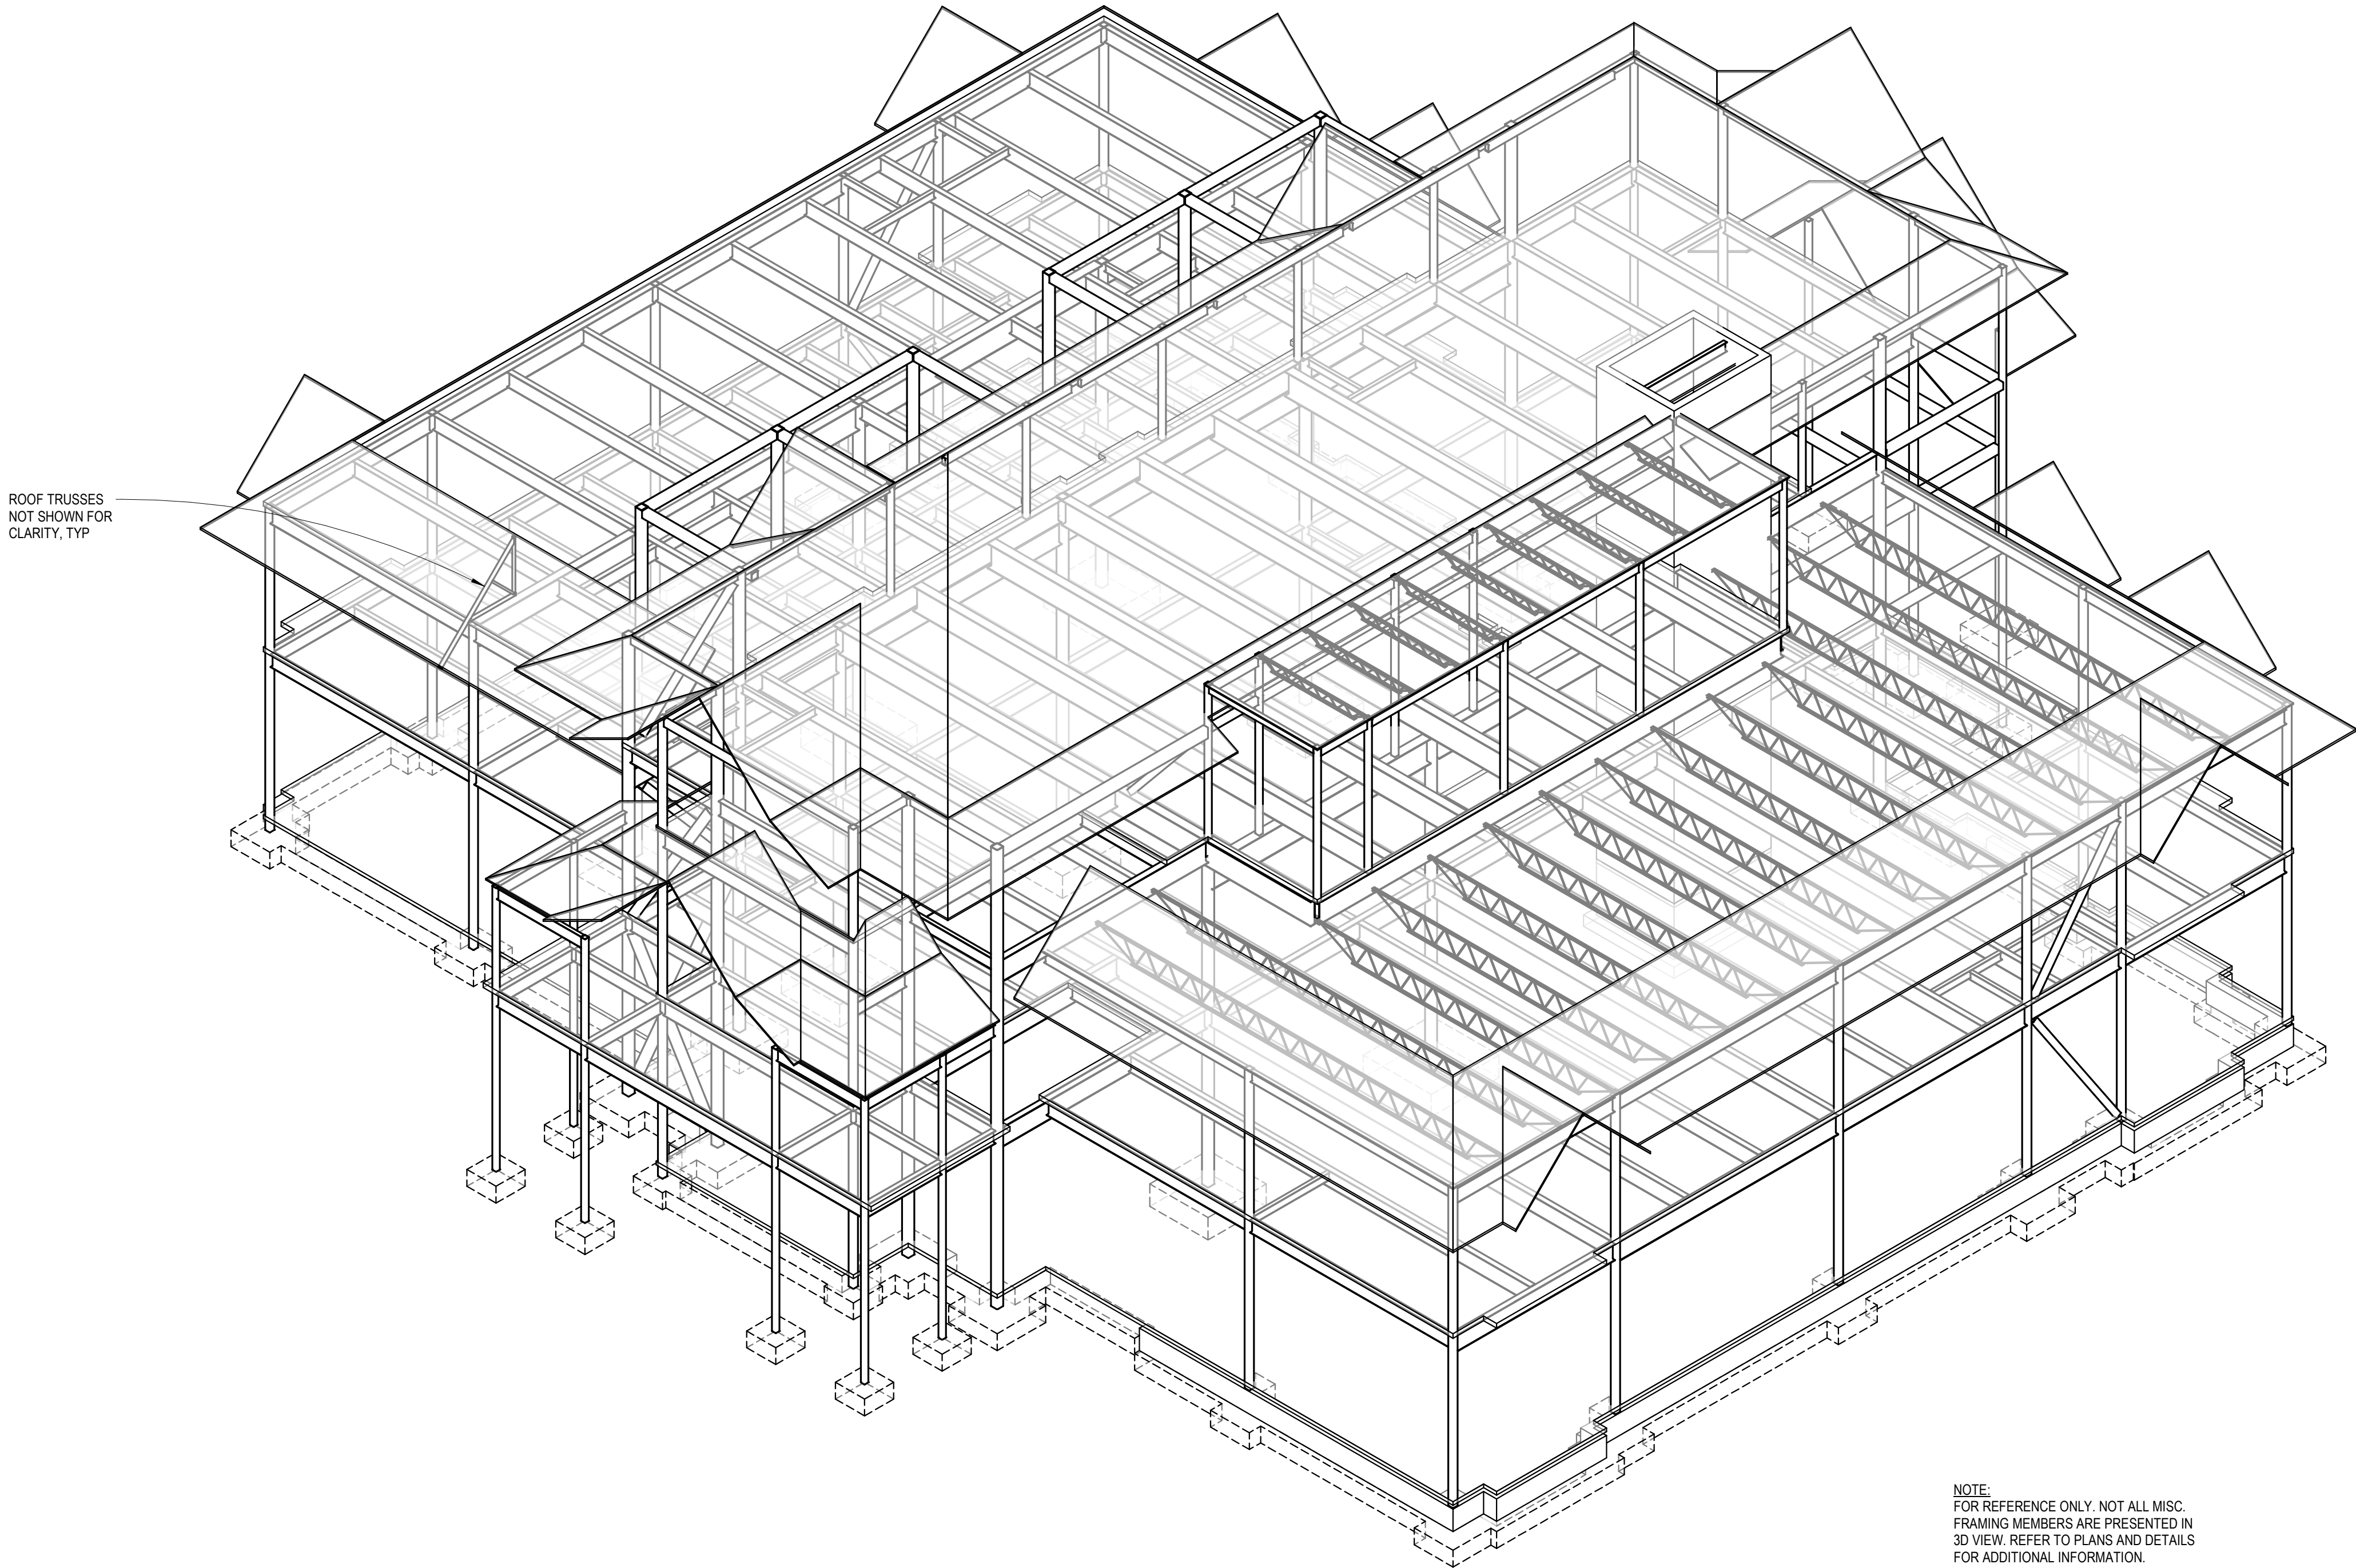 ROOF TRUSSES
NOT SHOWN FOR
CLARITY, TYP
NOTE:
FOR REFERENCE ONLY. NOT ALL MISC.
FRAMING MEMBERS ARE PRESENTED IN
3D VIEW. REFER TO PLANS AND DETAILS
FOR ADDITIONAL INFORMATION.